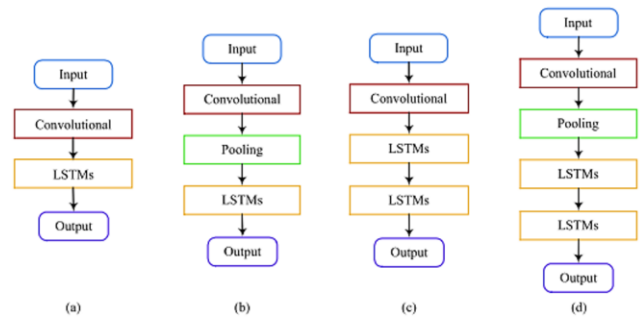 Input
Convolutional
LSTMs
Output
(a)
Input
Convolutional
Pooling
LSTMs
Output
(b)
Input
Convolutional
LSTMs
LSTMs
Output
(c)
Input
Convolutional
Pooling
LSTMs
LSTMs
Output
(d)